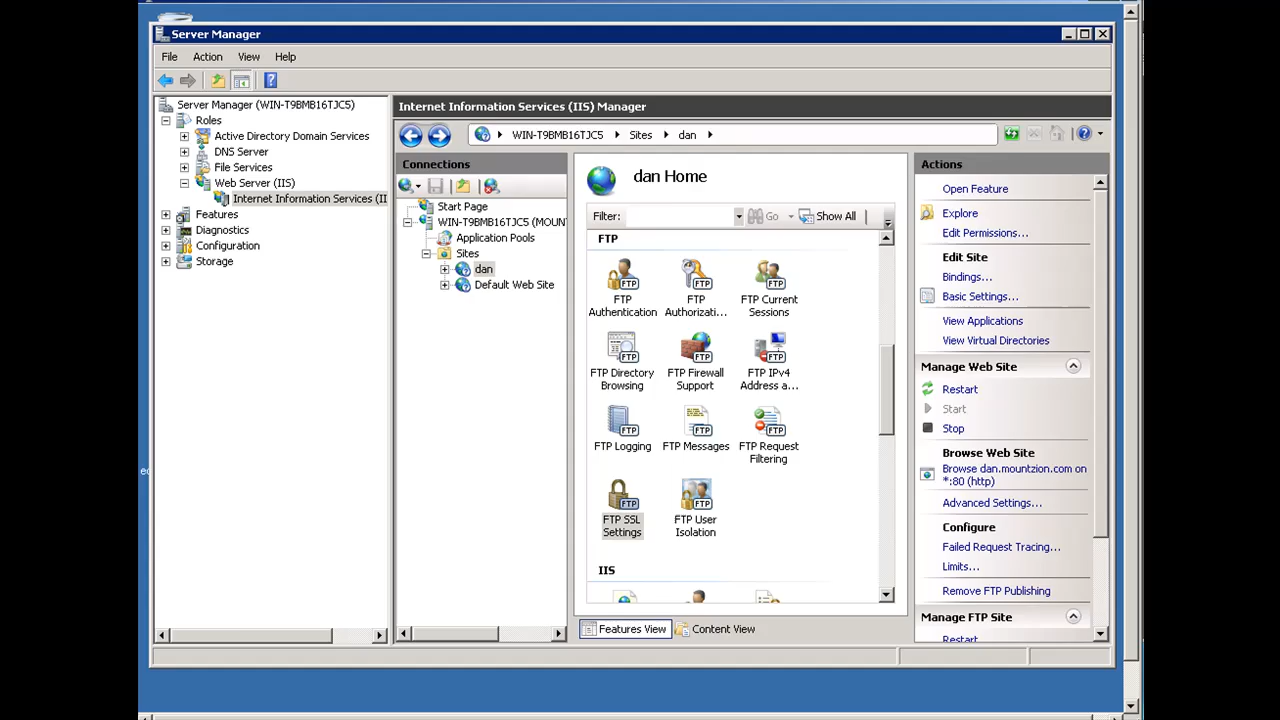 Server Manager
File Action View Help
Server Manager (WIN-T9BMB16TJC5)
Roles
Active Directory Domain Services
DNS Server
File Services
Web Server (IIS)
Internet Information Services (II
Features
Diagnostics
Configuration
Storage
Internet Information Services (IIS) Manager
WIN-T9BMB16TJC5 Sites dan
Connections
Start Page
WIN-T9BMB16TJC5 (MOUNT
Application Pools
Sites
dan
Default Web Site
dan Home
Filter: Go Show All
FTP
FTP Authentication
FTP Authorizati...
FTP Current Sessions
FTP Directory Browsing
FTP Firewall Support
FTP IPv4 Address a...
FTP Logging
FTP Messages
FTP Request Filtering
FTP SSL Settings
FTP User Isolation
IIS
Features View Content View
Actions
Open Feature
Explore
Edit Permissions...
Edit Site
Bindings...
Basic Settings...
View Applications
View Virtual Directories
Manage Web Site
Restart
Start
Stop
Browse Web Site
Browse dan.mountzion.com on
*:80 (http)
Advanced Settings...
Configure
Failed Request Tracing...
Limits...
Remove FTP Publishing
Manage FTP Site
Restart